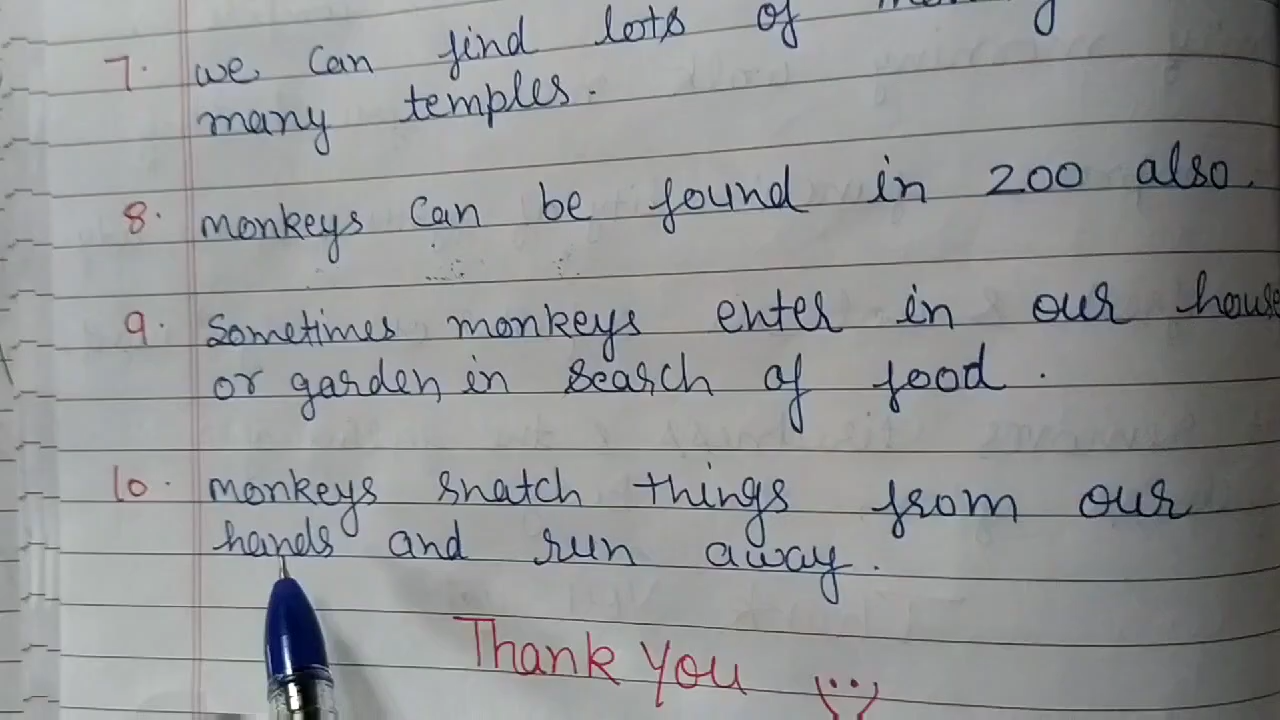 7. we can find lots of
many temples.
8. monkeys can be found in zoo also.
9. Sometimes monkeys enter in our house
or garden in search of food.
10. monkeys snatch things from our
hands and run away.
Thank you